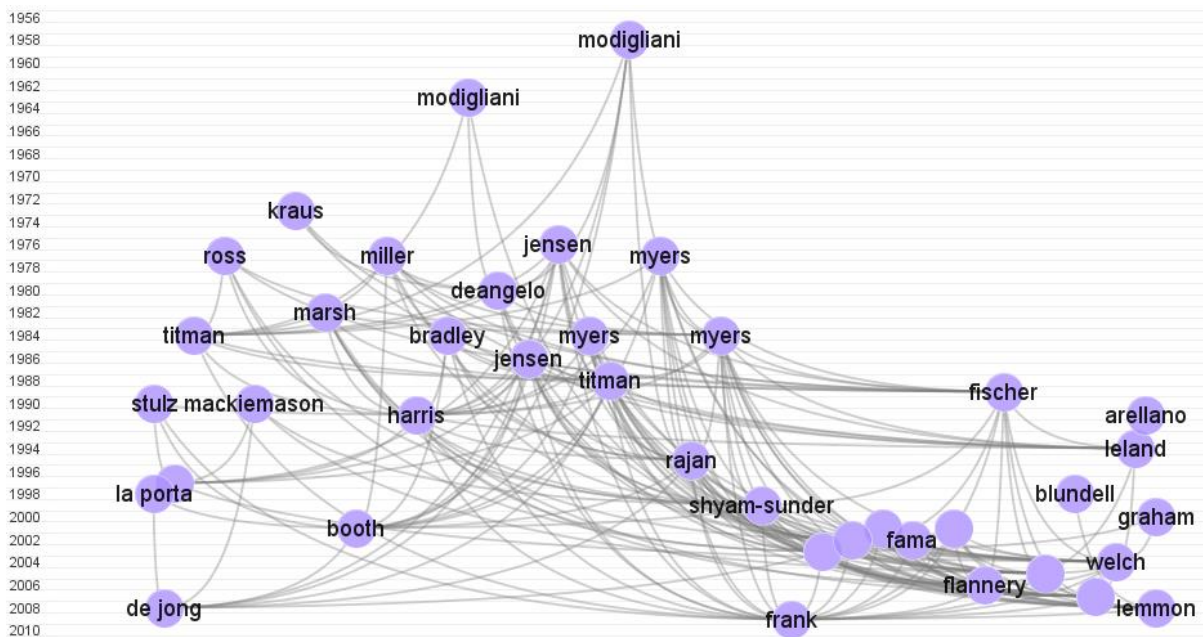 1956
1958
modigliani
1960
1962
modigliani
1964
1966
1968
1970
1972
kraus
1974
jensen
1976
ross
miller
myers
1978
deangelo
1980
marsh
1982
titman
bradley
myers
myers
1984
jensen
1986
titman
1988
fischer
stulz mackiemason
1990
harris
arellano
1992
leland
1994
rajan
1996
la porta
shyam-sunder
blundell
1998
graham
2000
booth
fama
2002
welch
2004
flannery
2006
de jong
lemmon
2008
frank
2010